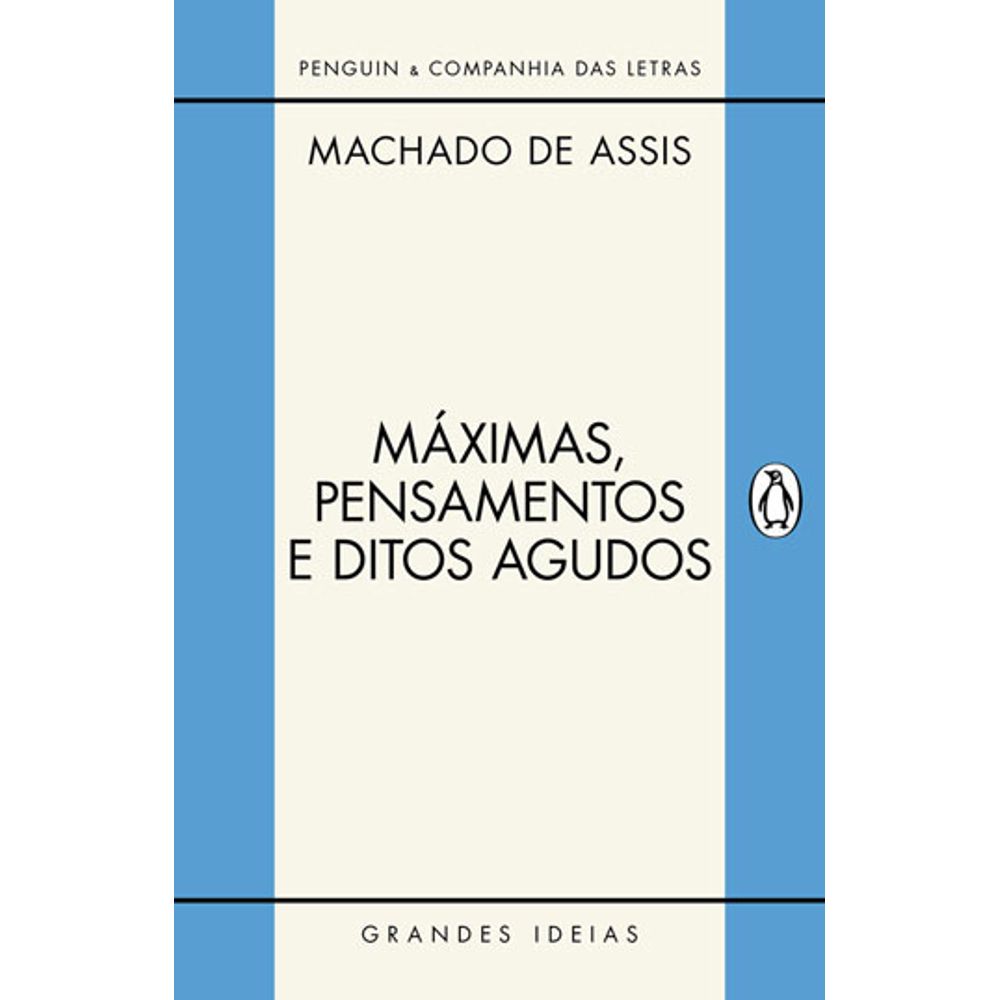 PENGUIN & COMPANHIA DAS LETRAS
MACHADO DE ASSIS
MÁXIMAS,
PENSAMENTOS
E DITOS AGUDOS
GRANDES IDEIAS